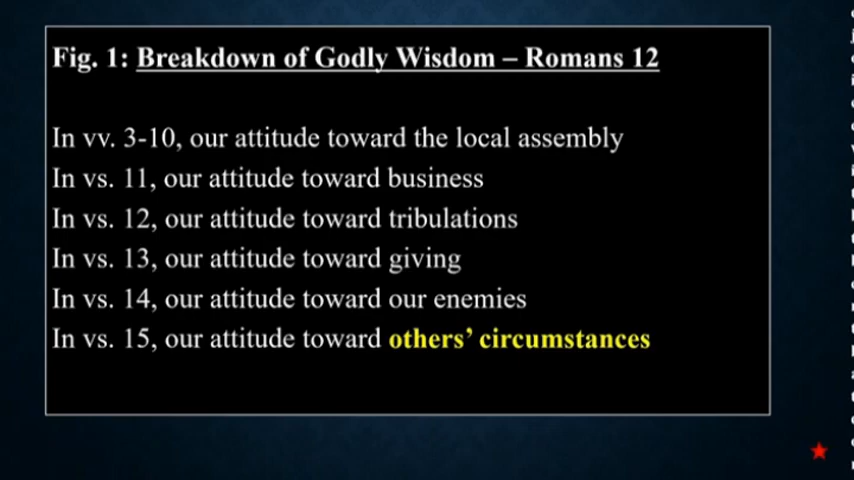 Fig. 1: Breakdown of Godly Wisdom – Romans 12
In vv. 3-10, our attitude toward the local assembly
In vs. 11, our attitude toward business
In vs. 12, our attitude toward tribulations
In vs. 13, our attitude toward giving
In vs. 14, our attitude toward our enemies
In vs. 15, our attitude toward others’ circumstances